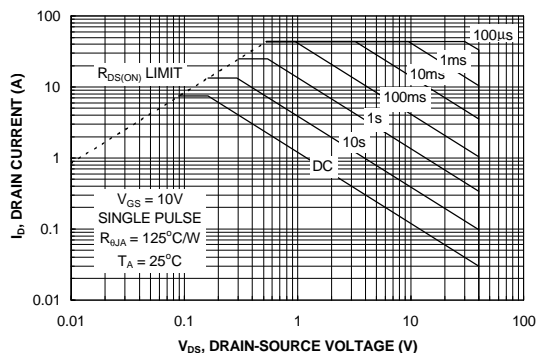 100
10
1
0.1
0.01
0.01
0.1
1
10
100
I_D, DRAIN CURRENT (A)
V_DS, DRAIN-SOURCE VOLTAGE (V)
R_DS(ON) LIMIT
100µs
1ms
10ms
100ms
1s
10s
DC
V_GS = 10V
SINGLE PULSE
R_θJA = 125°C/W
T_A = 25°C